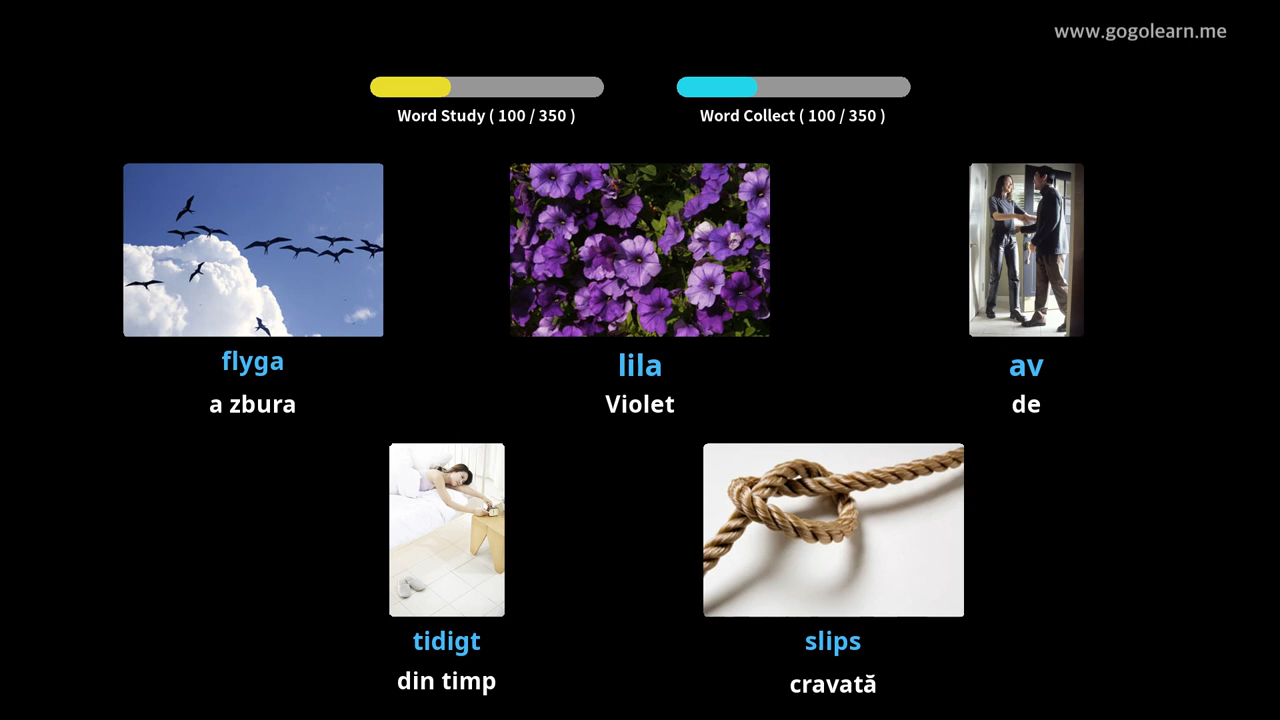 www.gogolearn.me
Word Study ( 100 / 350 )
Word Collect ( 100 / 350 )
flyga
lila
av
a zbura
Violet
de
tidigt
slips
din timp
cravată